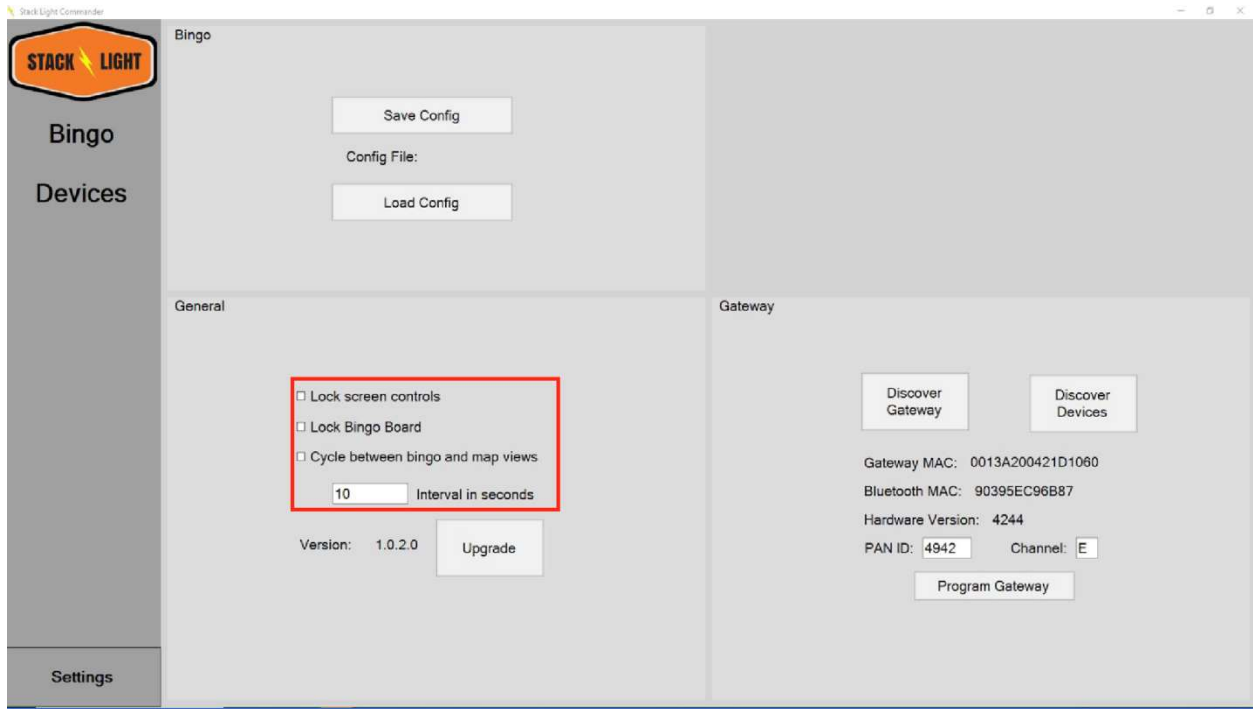 Stack Light Commander
STACK LIGHT
Bingo
Devices
Settings
Bingo
Save Config
Config File:
Load Config
General
Lock screen controls
Lock Bingo Board
Cycle between bingo and map views
10 Interval in seconds
Version: 1.0.2.0 Upgrade
Gateway
Discover
Gateway
Discover
Devices
Gateway MAC: 0013A200421D1060
Bluetooth MAC: 90395EC96B87
Hardware Version: 4244
PAN ID: 4942 Channel: E
Program Gateway